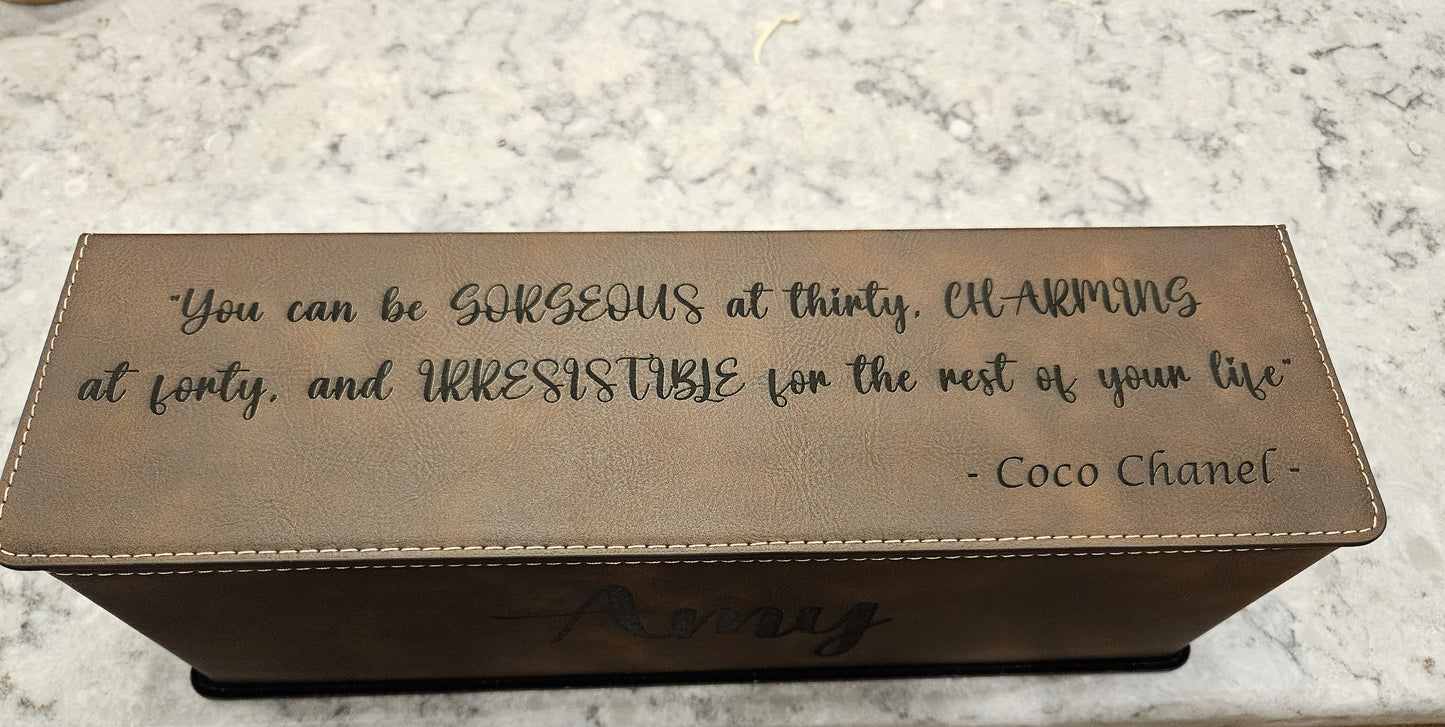 "You can be GORGEOUS at thirty, CHARMING
at forty, and IRRESISTIBLE for the rest of your life"
- Coco Chanel -
Amy